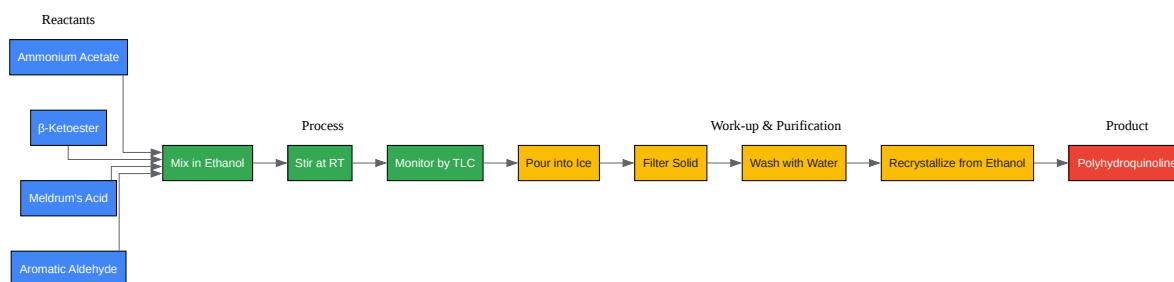 Reactants
Ammonium Acetate
β-Ketoester
Meldrum's Acid
Aromatic Aldehyde
Process
Mix in Ethanol
Stir at RT
Monitor by TLC
Work-up & Purification
Pour into Ice
Filter Solid
Wash with Water
Recrystallize from Ethanol
Product
Polyhydroquinoline